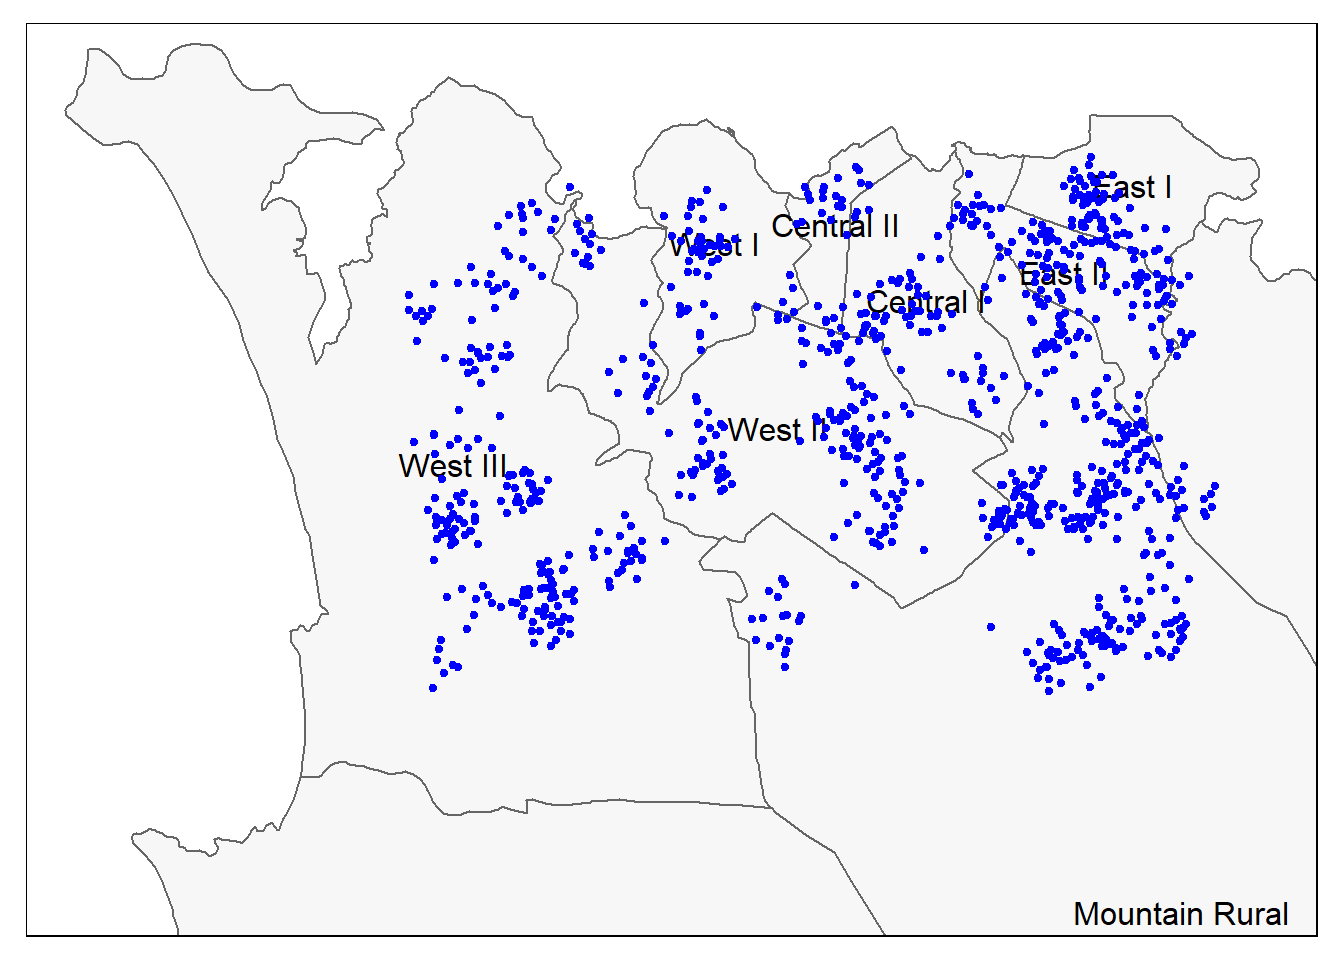 East I
Central II
West I
East II
Central I
West II
West III
Mountain Rural